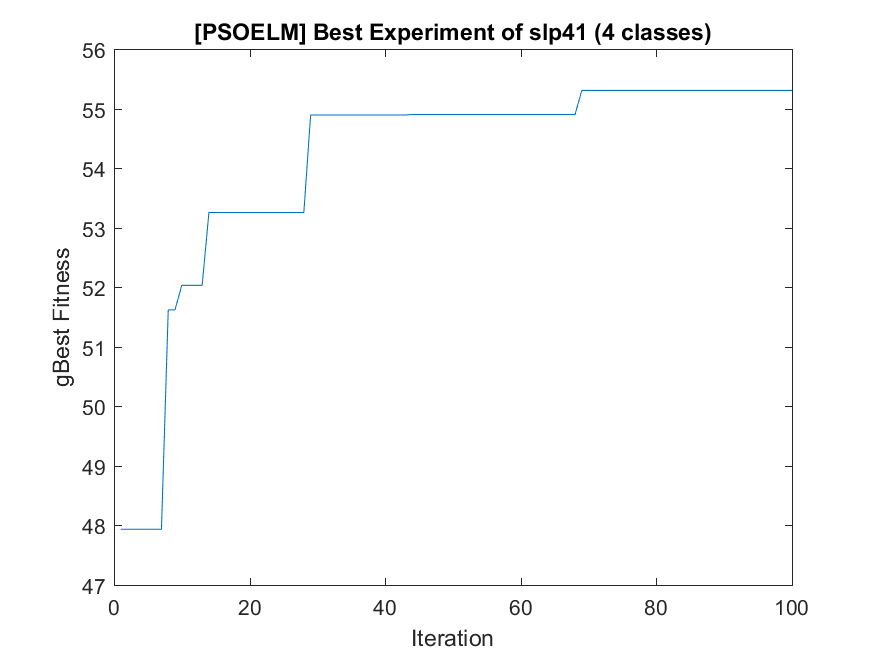 [PSOELM] Best Experiment of slp41 (4 classes)
56
55
54
53
52
51
50
49
48
47
gBest Fitness
0 20 40 60 80 100
Iteration